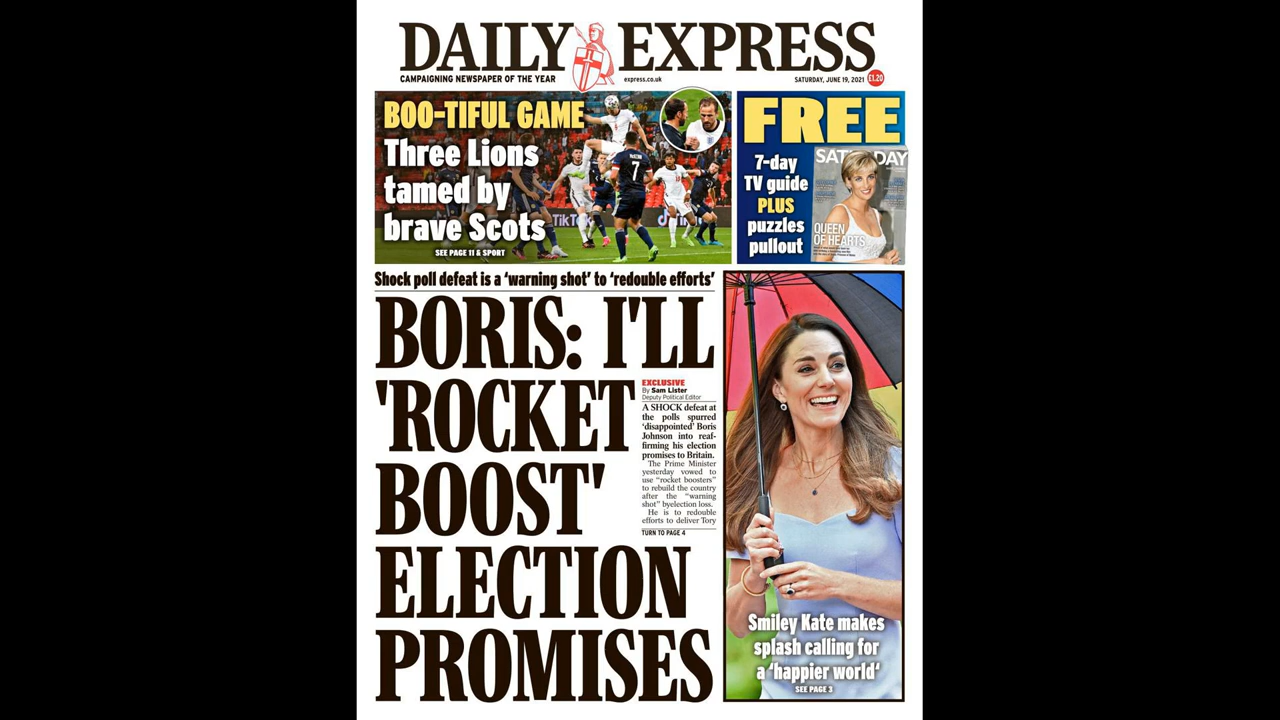 DAILY EXPRESS
CAMPAIGNING NEWSPAPER OF THE YEAR
express.co.uk
SATURDAY, JUNE 19, 2021
£1.20
BOO-TIFUL GAME
Three Lions
tamed by
brave Scots
SEE PAGE 11 & SPORT
7
TikTok
FREE
7-day
TV guide
PLUS
puzzles
pullout
SATURDAY
QUEEN
OF HEARTS
Shock poll defeat is a ‘warning shot’ to ‘redouble efforts’
BORIS: I'LL
'ROCKET
BOOST'
ELECTION
PROMISES
EXCLUSIVE
By Sam Lister
Deputy Political Editor
A SHOCK defeat at
the polls spurred
‘disappointed’ Boris
Johnson into reaf-
firming his election
promises to Britain.
The Prime Minister
yesterday vowed to
use “rocket boosters”
to rebuild the country
after the “warning
shot” byelection loss.
He is to redouble
efforts to deliver Tory
TURN TO PAGE 4
Smiley Kate makes
splash calling for
a ‘happier world‘
SEE PAGE 3